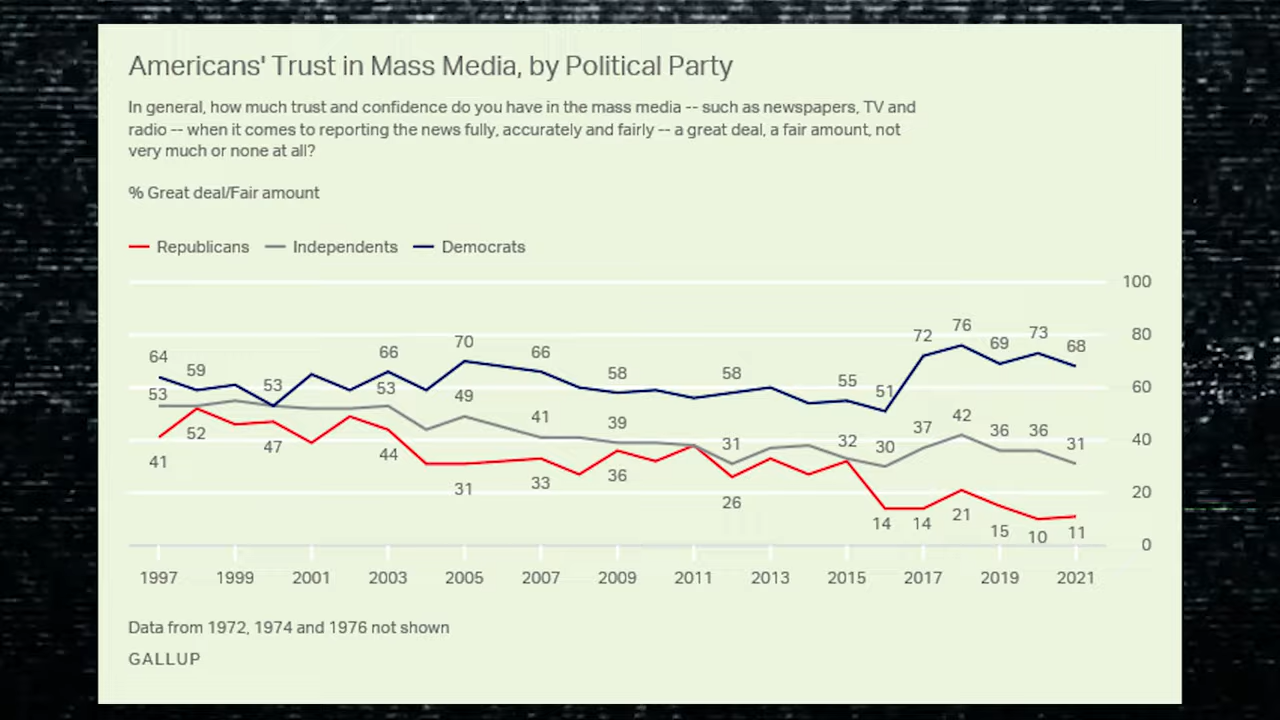 Americans' Trust in Mass Media, by Political Party
In general, how much trust and confidence do you have in the mass media -- such as newspapers, TV and
radio -- when it comes to reporting the news fully, accurately and fairly -- a great deal, a fair amount, not
very much or none at all?
% Great deal/Fair amount
Republicans Independents Democrats
100
80
60
40
20
0
64 59 53 66 70 66 58 58 55 51 72 76 69 73 68
53 53 49 41 39 31 32 30 37 42 36 36 31
41 52 47 44 31 33 36 26 14 14 21 15 10 11
1997 1999 2001 2003 2005 2007 2009 2011 2013 2015 2017 2019 2021
Data from 1972, 1974 and 1976 not shown
GALLUP